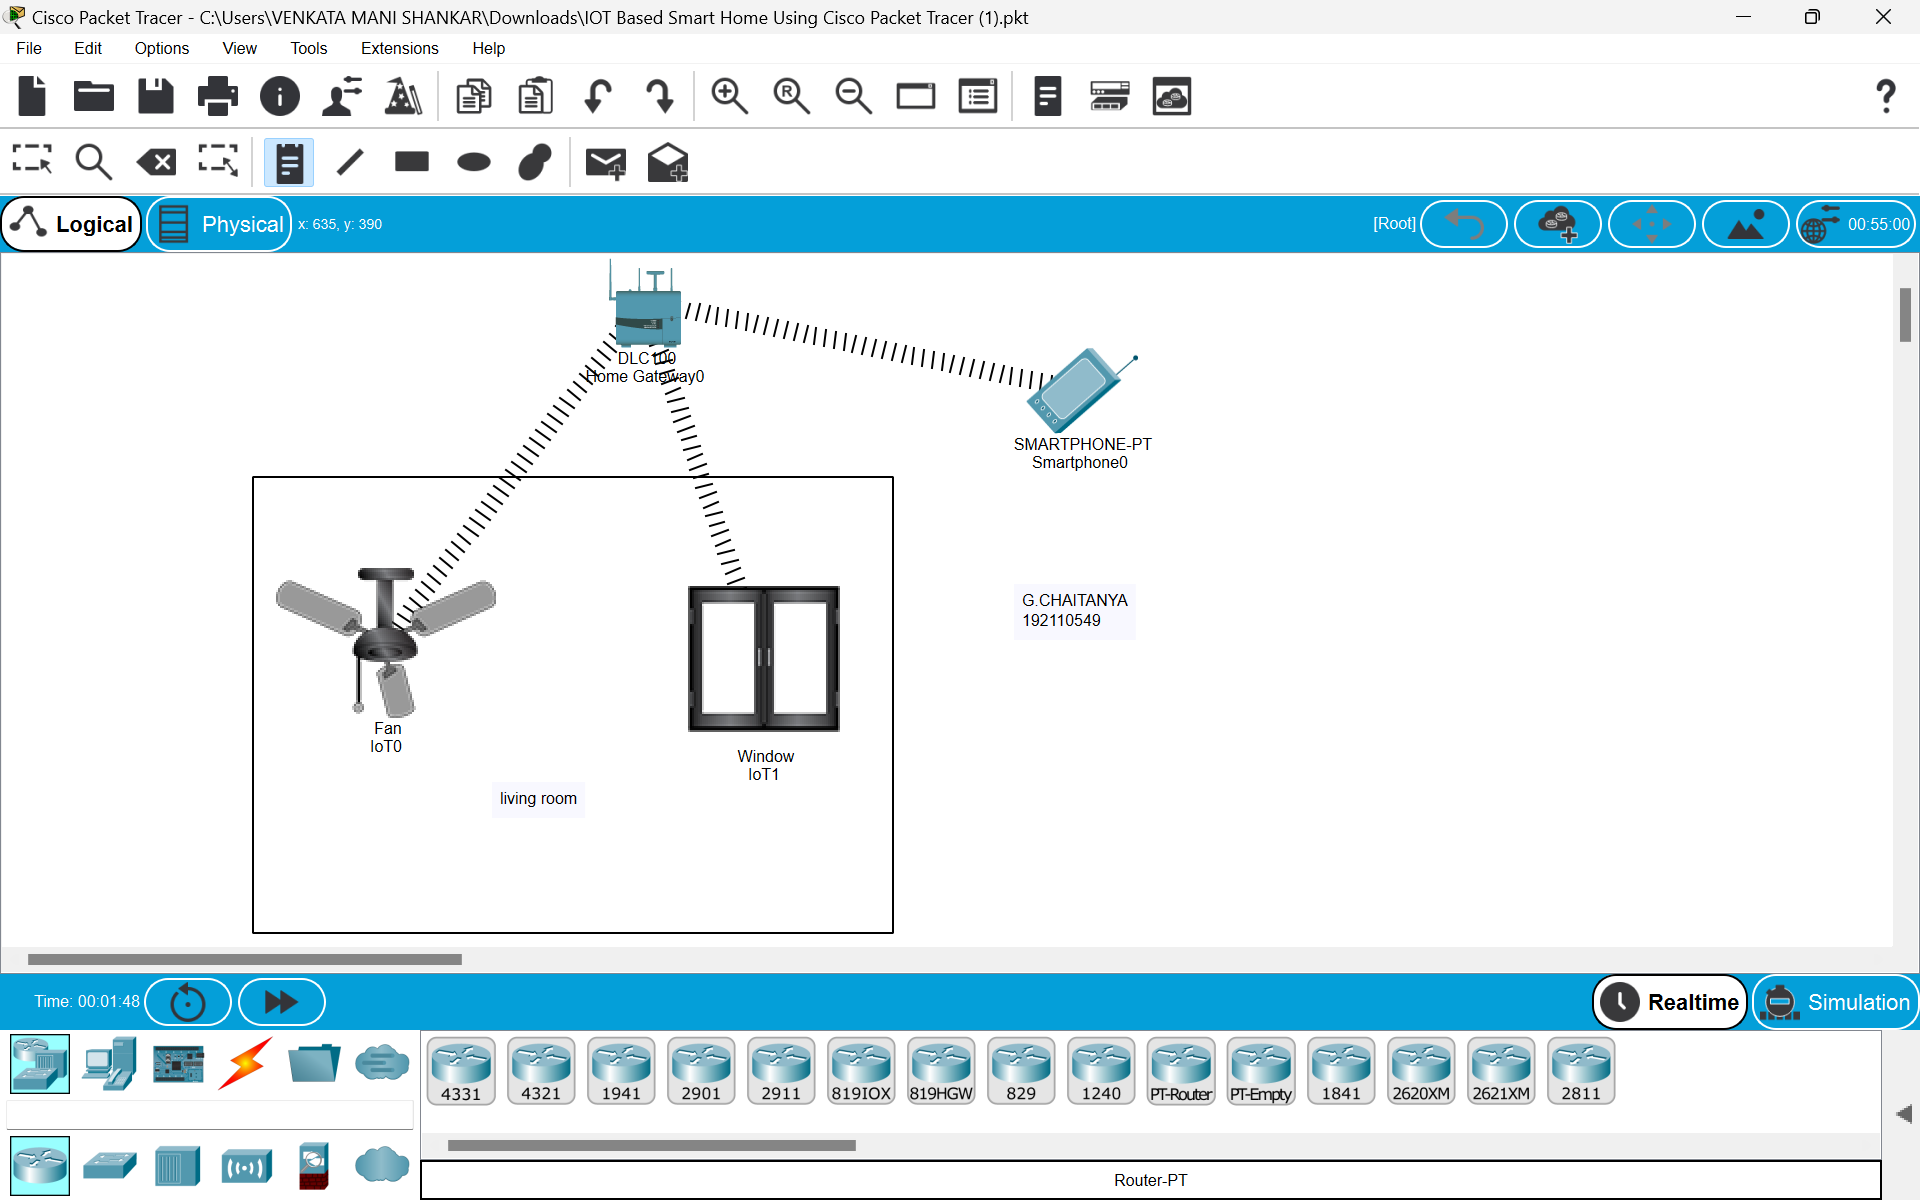 Cisco Packet Tracer - C:\Users\VENKATA MANI SHANKAR\Downloads\IOT Based Smart Home Using Cisco Packet Tracer (1).pkt
File Edit Options View Tools Extensions Help
Logical Physical x: 635, y: 390 [Root] 00:55:00
DLC100
Home Gateway0
SMARTPHONE-PT
Smartphone0
G.CHAITANYA
192110549
Fan
IoT0
Window
IoT1
living room
Time: 00:01:48 Realtime Simulation
4331 4321 1941 2901 2911 819IOX 819HGW 829 1240 PT-Router PT-Empty 1841 2620XM 2621XM 2811
Router-PT